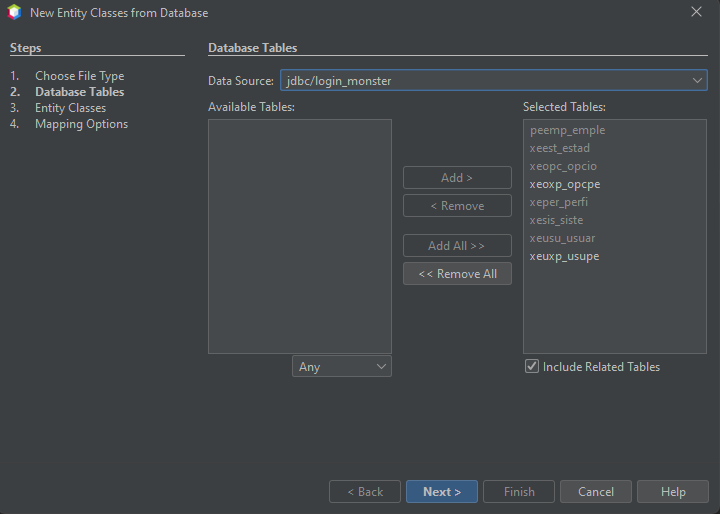 New Entity Classes from Database
Steps
1. Choose File Type
2. Database Tables
3. Entity Classes
4. Mapping Options
Database Tables
Data Source: jdbc/login_monster
Available Tables:
Any
Add >
< Remove
Add All >>
<< Remove All
Selected Tables:
peemp_emple
xeest_estad
xeopc_opcio
xeoxp_opcpe
xeper_perfi
xesis_siste
xeusu_usuar
xeuxp_usupe
Include Related Tables
< Back Next > Finish Cancel Help